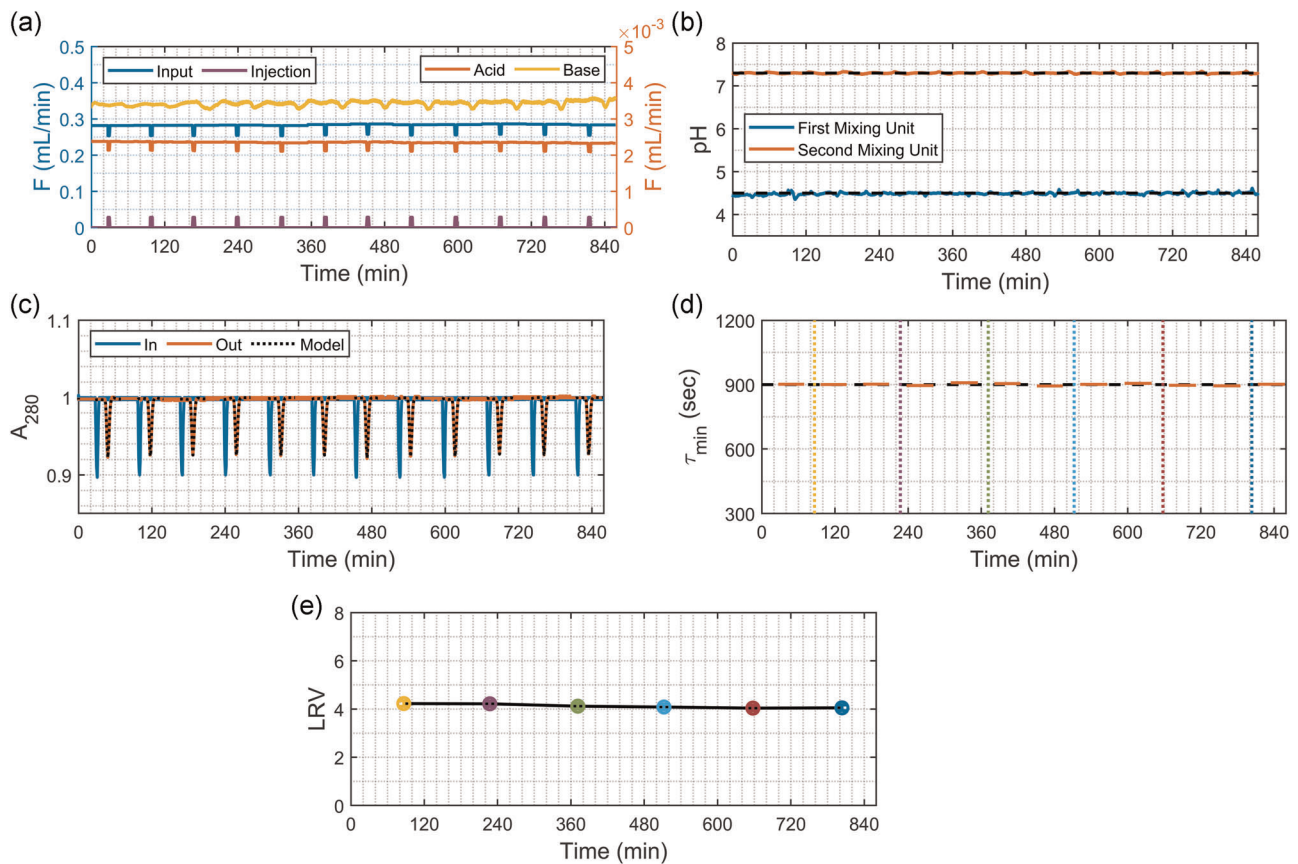 (a)
×10⁻³
0.5
0.4
0.3
0.2
0.1
0
F (mL/min)
Input Injection
Acid Base
5
4
3
2
1
0
F (mL/min)
0 120 240 360 480 600 720 840
Time (min)
(b)
8
7
6
5
4
pH
First Mixing Unit
Second Mixing Unit
0 120 240 360 480 600 720 840
Time (min)
(c)
1.1
1
0.9
A₂₈₀
In Out Model
0 120 240 360 480 600 720 840
Time (min)
(d)
1200
900
600
300
τmin (sec)
0 120 240 360 480 600 720 840
Time (min)
(e)
8
6
4
2
0
LRV
0 120 240 360 480 600 720 840
Time (min)